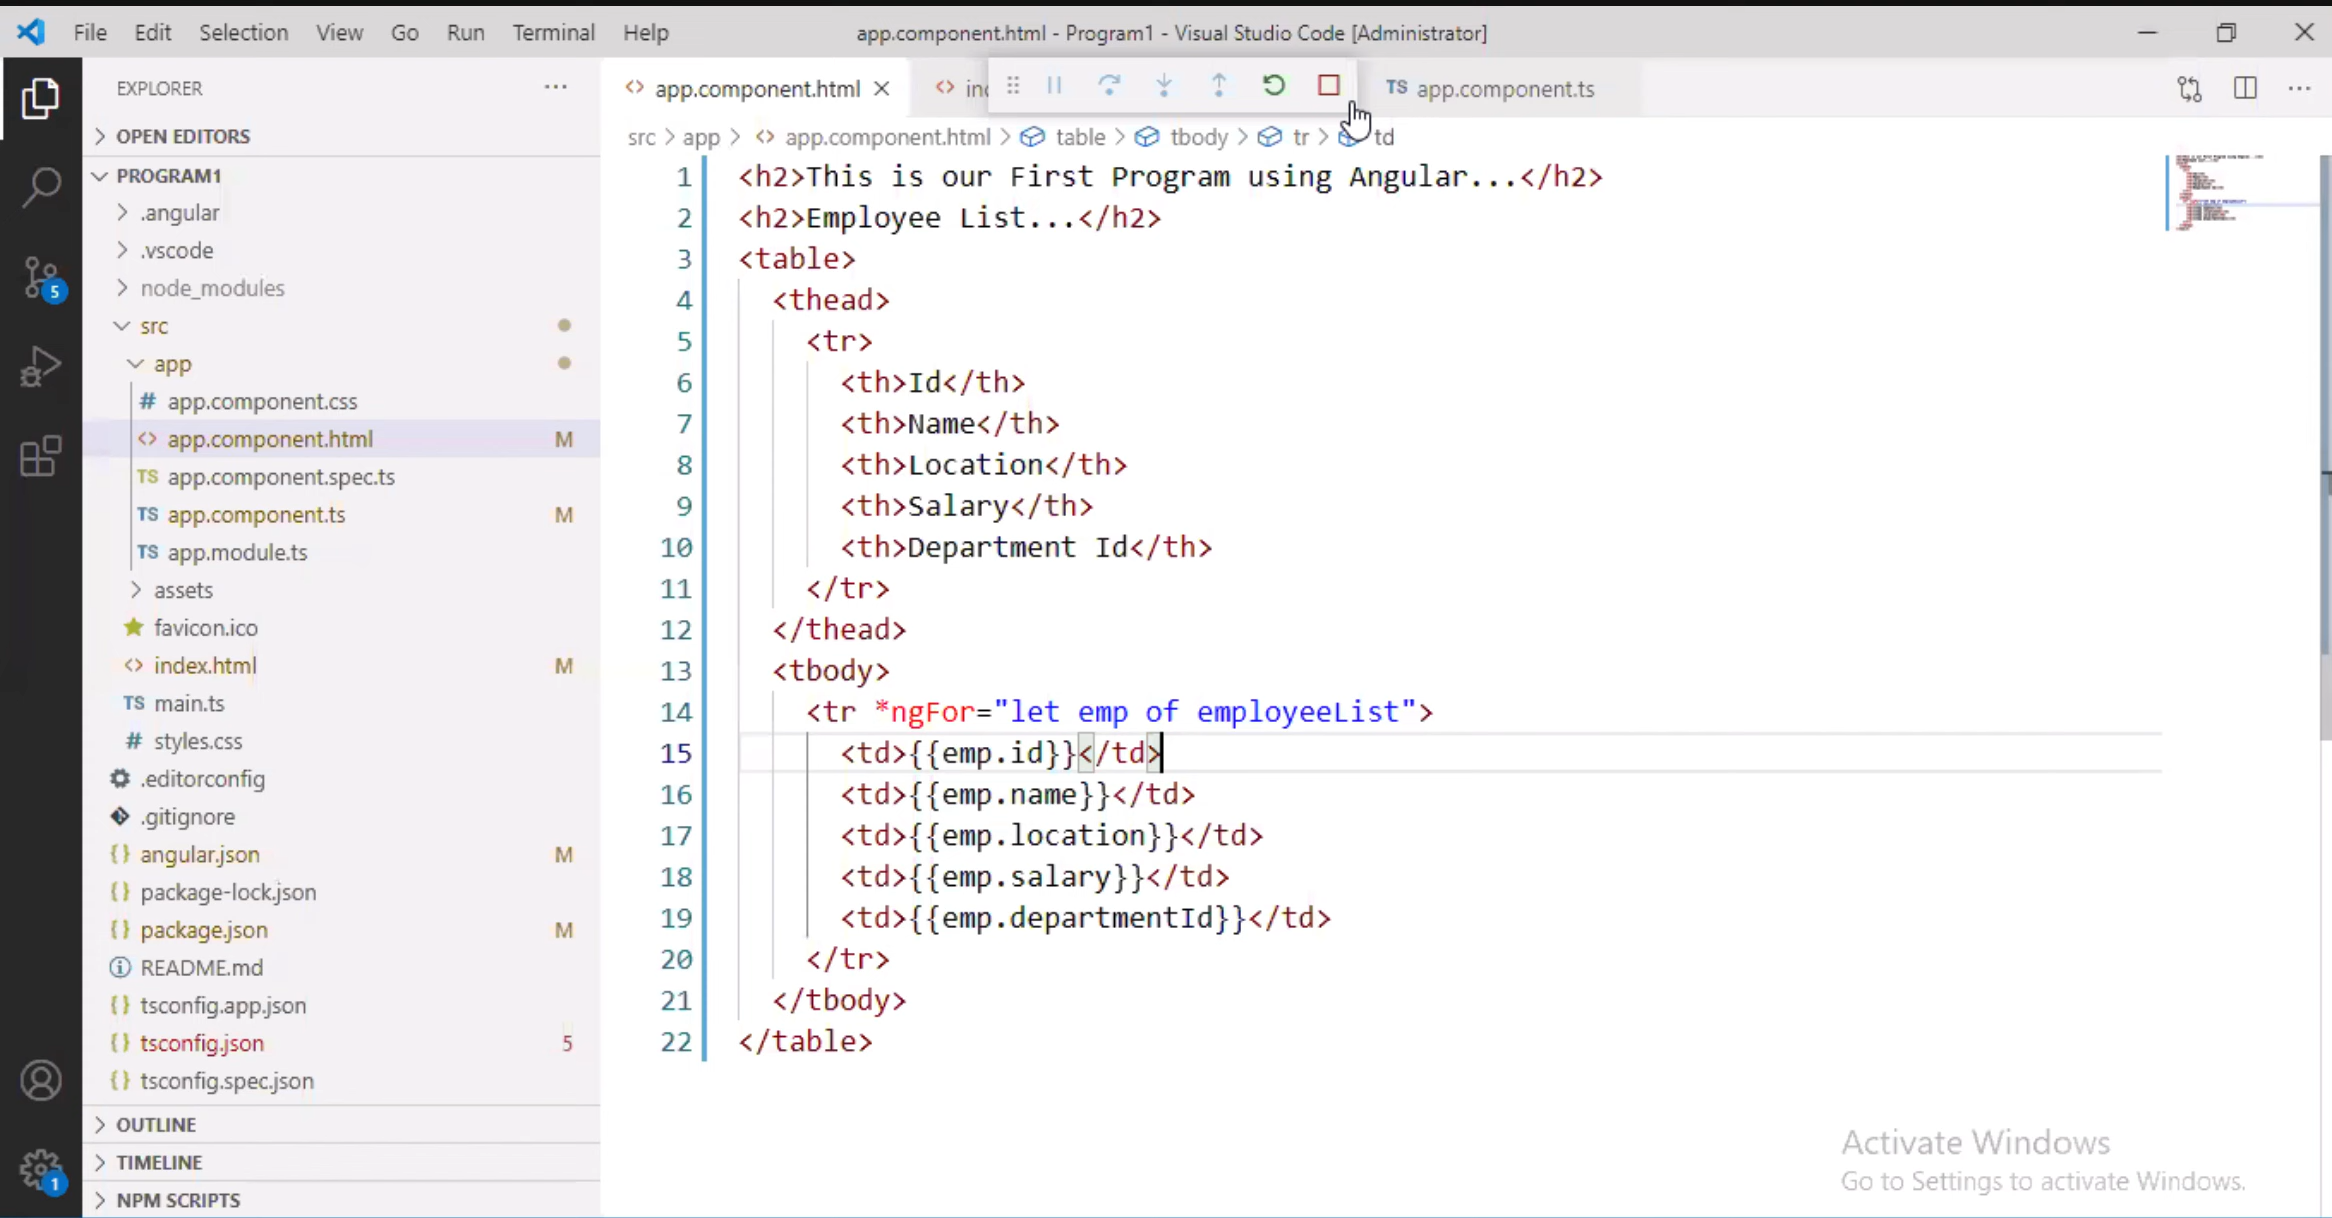 File Edit Selection View Go Run Terminal Help app.component.html - Program1 - Visual Studio Code [Administrator]
EXPLORER
OPEN EDITORS
PROGRAM1
.angular
.vscode
node_modules
src
app
# app.component.css
<> app.component.html M
TS app.component.spec.ts
TS app.component.ts M
TS app.module.ts
assets
favicon.ico
<> index.html M
TS main.ts
# styles.css
.editorconfig
.gitignore
{} angular.json M
{} package-lock.json
{} package.json M
README.md
{} tsconfig.app.json
{} tsconfig.json 5
{} tsconfig.spec.json
OUTLINE
TIMELINE
NPM SCRIPTS
5
1
<> app.component.html <> TS app.component.ts
src > app > <> app.component.html > table > tbody > tr > td
1 <h2>This is our First Program using Angular...</h2>
2 <h2>Employee List...</h2>
3 <table>
4 <thead>
5 <tr>
6 <th>Id</th>
7 <th>Name</th>
8 <th>Location</th>
9 <th>Salary</th>
10 <th>Department Id</th>
11 </tr>
12 </thead>
13 <tbody>
14 <tr *ngFor="let emp of employeeList">
15 <td>{{emp.id}}</td>
16 <td>{{emp.name}}</td>
17 <td>{{emp.location}}</td>
18 <td>{{emp.salary}}</td>
19 <td>{{emp.departmentId}}</td>
20 </tr>
21 </tbody>
22 </table>
Activate Windows
Go to Settings to activate Windows.